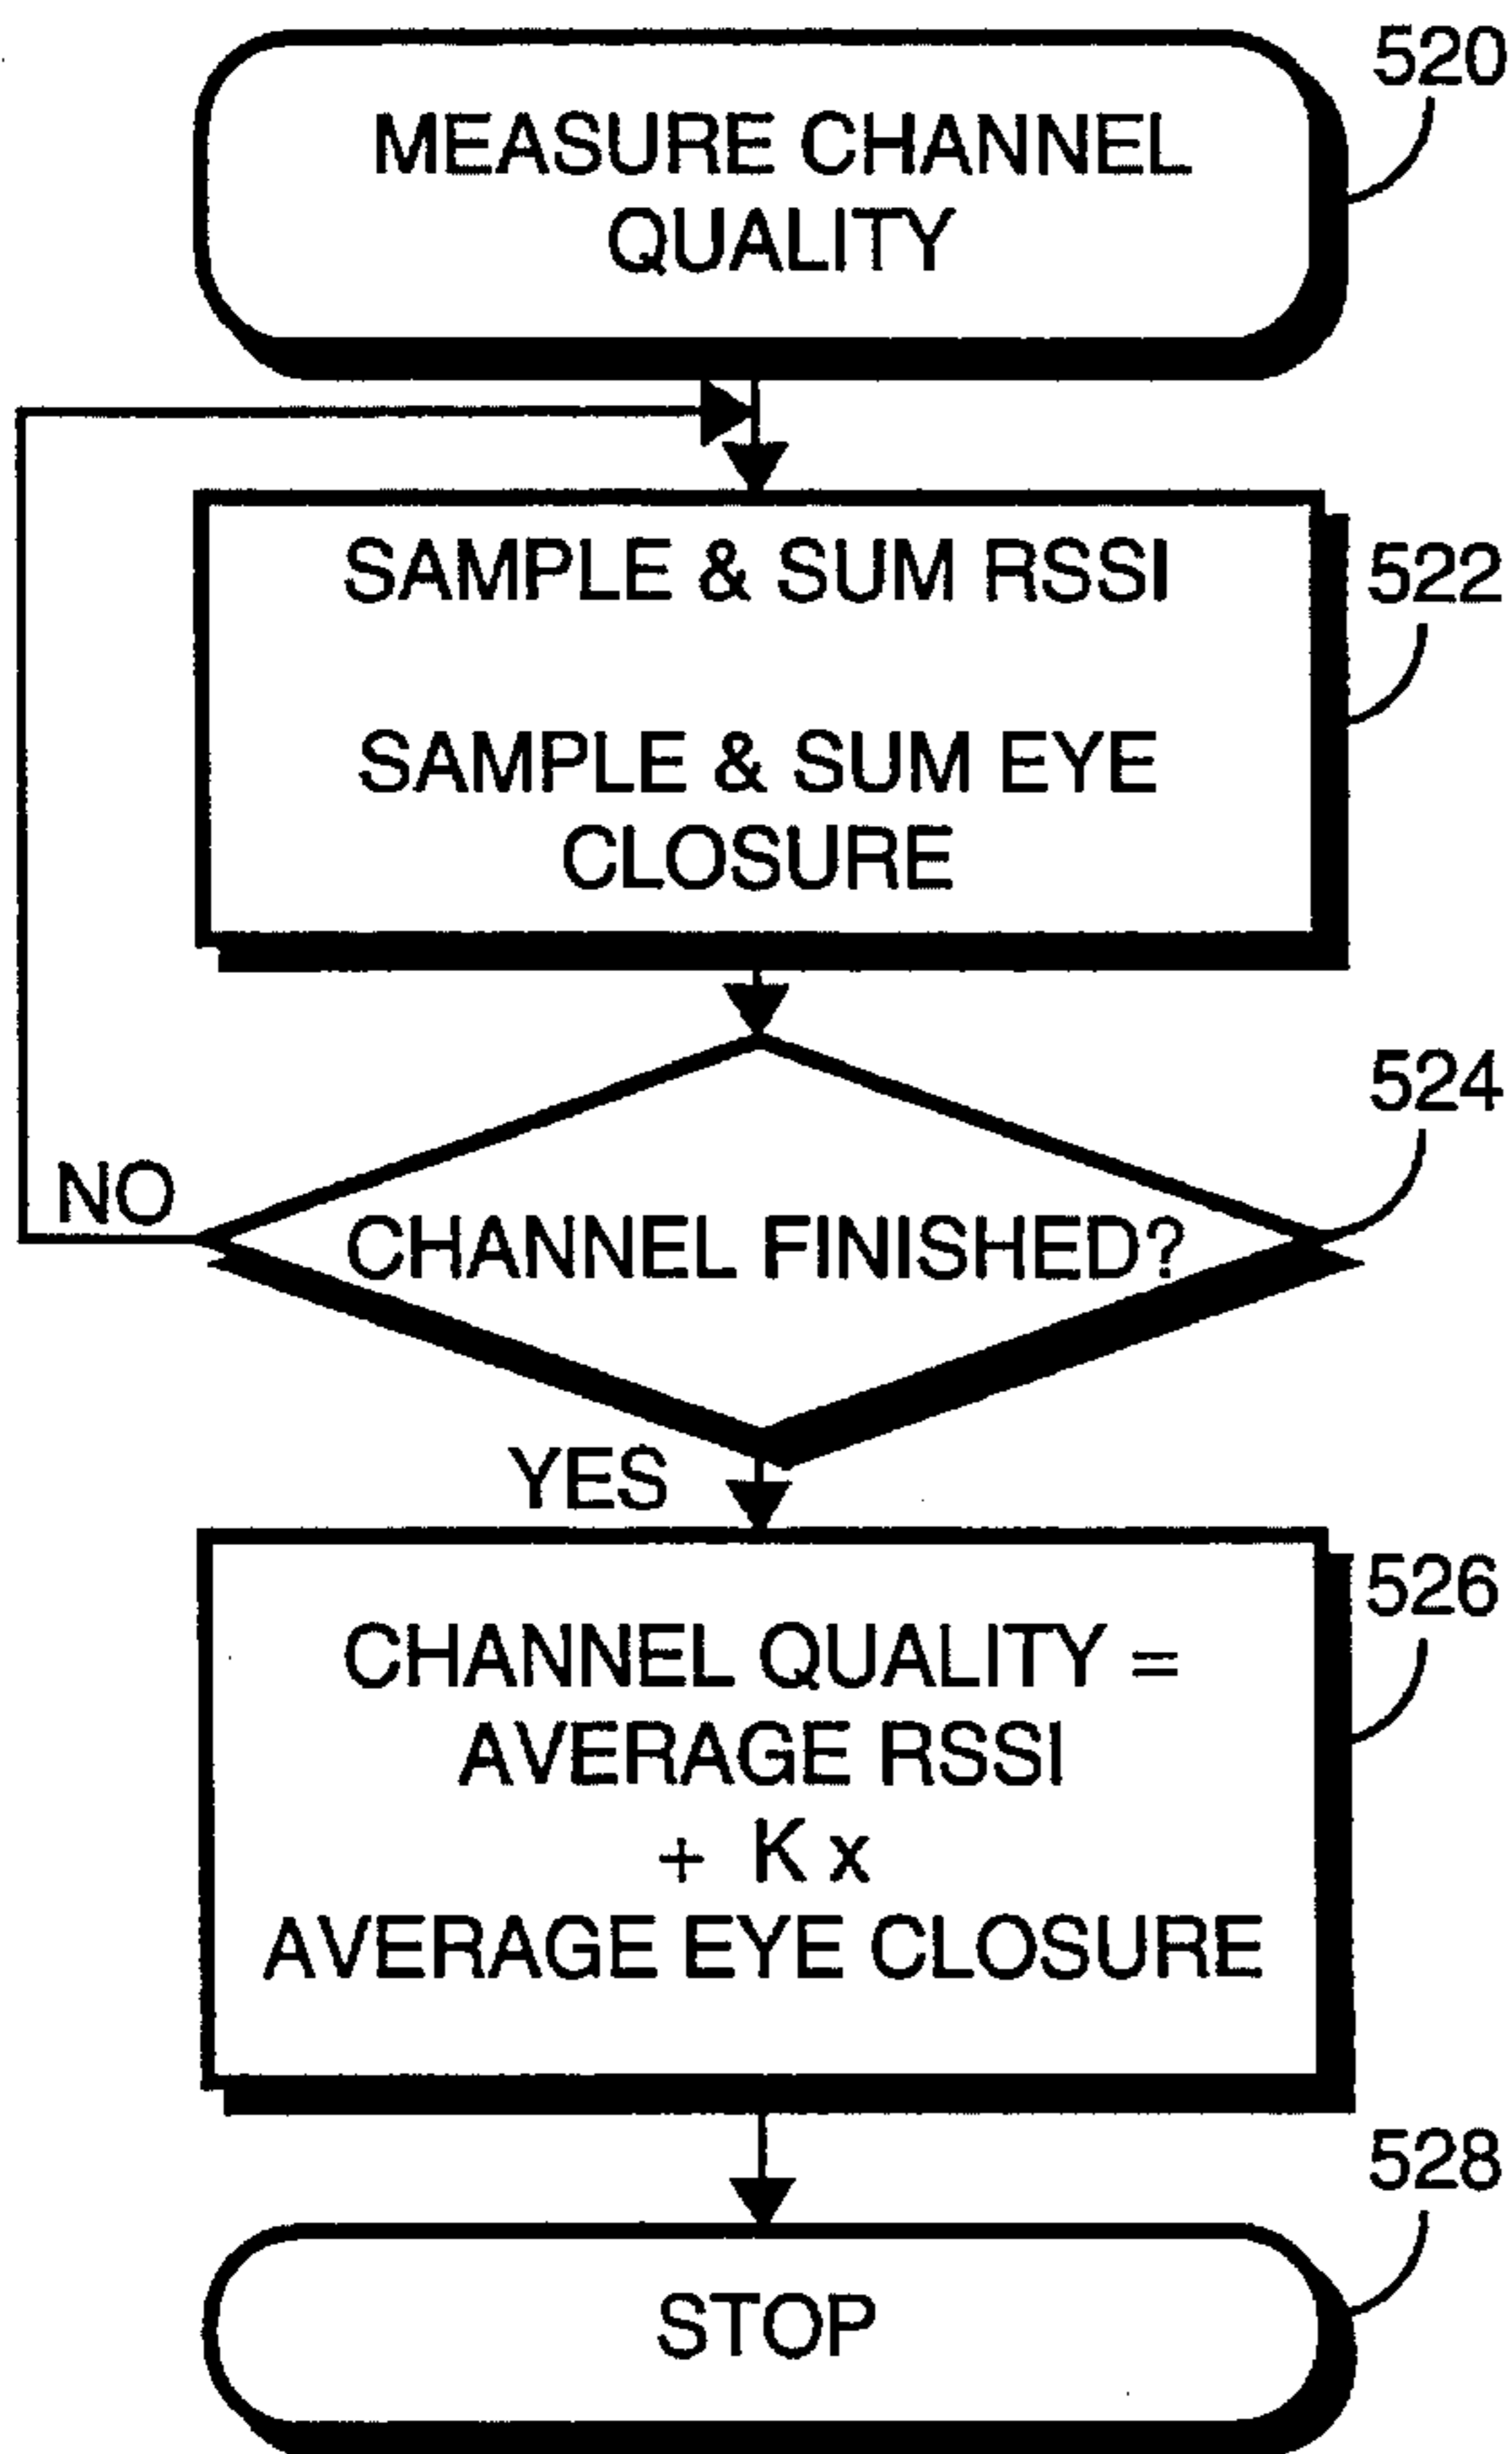 520
MEASURE CHANNEL
QUALITY
SAMPLE & SUM RSSI
522
SAMPLE & SUM EYE
CLOSURE
524
NO
CHANNEL FINISHED?
YES
526
CHANNEL QUALITY =
AVERAGE RSSI
+ K x
AVERAGE EYE CLOSURE
528
STOP